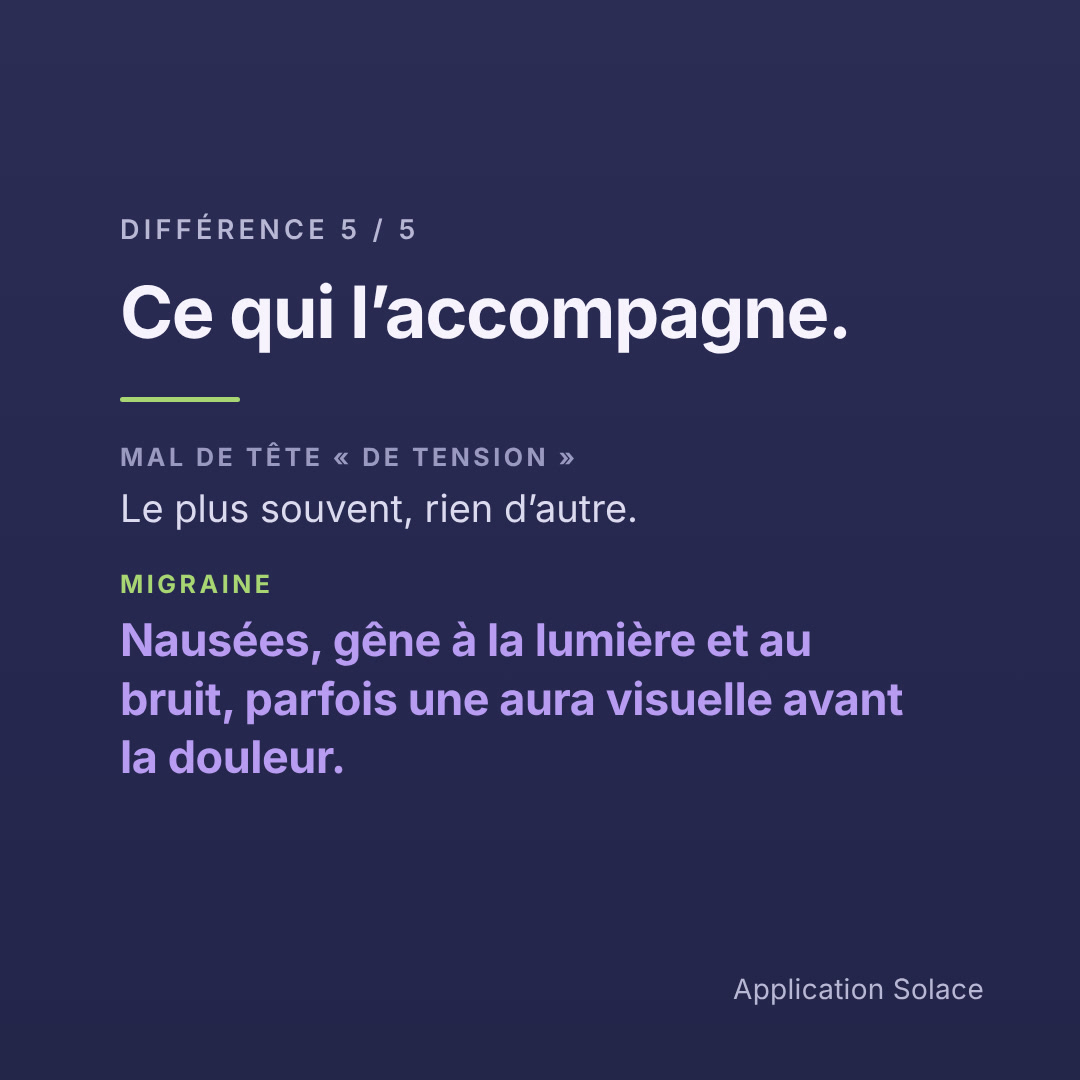 DIFFÉRENCE 5 / 5
Ce qui l’accompagne.
MAL DE TÊTE « DE TENSION »
Le plus souvent, rien d’autre.
MIGRAINE
Nausées, gêne à la lumière et au
bruit, parfois une aura visuelle avant
la douleur.
Application Solace